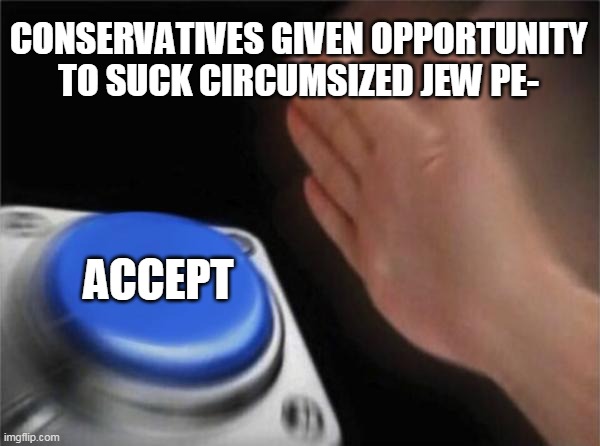 CONSERVATIVES GIVEN OPPORTUNITY
TO SUCK CIRCUMSIZED JEW PE-
ACCEPT
imgflip.com